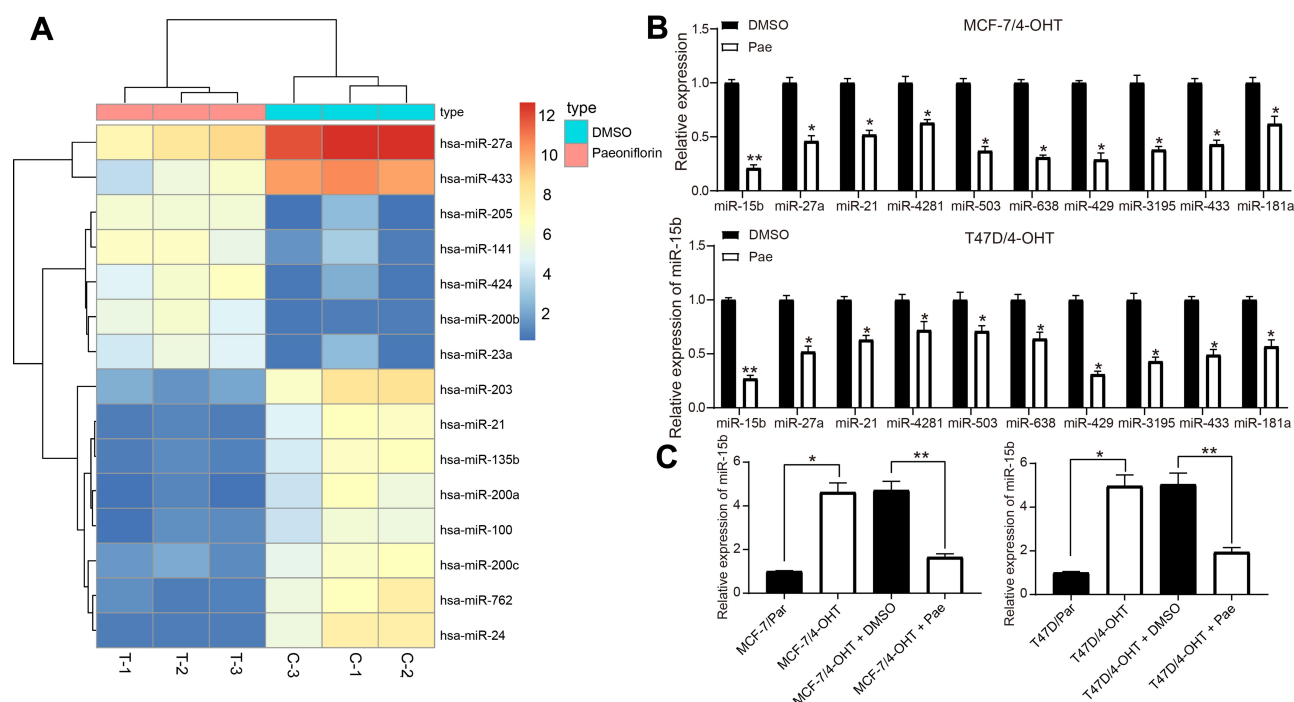 A
type
hsa-miR-27a
hsa-miR-433
hsa-miR-205
hsa-miR-141
hsa-miR-424
hsa-miR-200b
hsa-miR-23a
hsa-miR-203
hsa-miR-21
hsa-miR-135b
hsa-miR-200a
hsa-miR-100
hsa-miR-200c
hsa-miR-762
hsa-miR-24
T-1 T-2 T-3 C-3 C-1 C-2
12
10
8
6
4
2
type
DMSO
Paeoniflorin
B
MCF-7/4-OHT
DMSO
Pae
Relative expression
1.5
1.0
0.5
0.0
** * * * * * * * * *
miR-15b miR-27a miR-21 miR-4281 miR-503 miR-638 miR-429 miR-3195 miR-433 miR-181a
T47D/4-OHT
DMSO
Pae
Relative expression of miR-15b
1.5
1.0
0.5
0.0
** * * * * * * * * *
miR-15b miR-27a miR-21 miR-4281 miR-503 miR-638 miR-429 miR-3195 miR-433 miR-181a
C
Relative expression of miR-15b
6
4
2
0
* **
MCF-7/Par
MCF-7/4-OHT
MCF-7/4-OHT + DMSO
MCF-7/4-OHT + Pae
Relative expression of miR-15b
6
4
2
0
* **
T47D/Par
T47D/4-OHT
T47D/4-OHT + DMSO
T47D/4-OHT + Pae